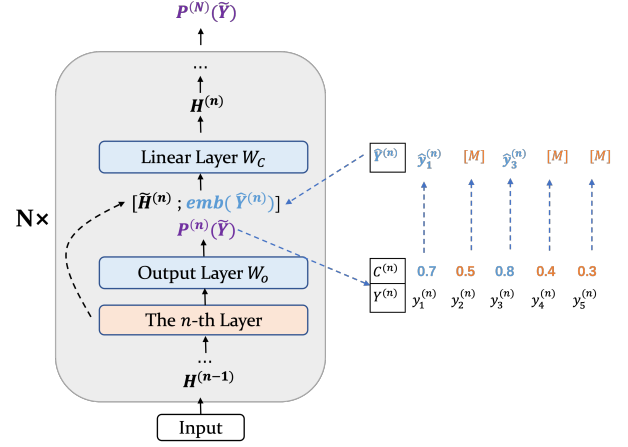 P^(N)(Ỹ)
...
H^(n)
Linear Layer W_C
[H̃^(n) ; emb( Ŷ^(n))]
P^(n)(Ỹ)
N×
Output Layer W_o
The n-th Layer
...
H^(n−1)
Input
Ŷ^(n) ŷ_1^(n) [M] ŷ_3^(n) [M] [M]
C^(n) 0.7 0.5 0.8 0.4 0.3
Y^(n) y_1^(n) y_2^(n) y_3^(n) y_4^(n) y_5^(n)